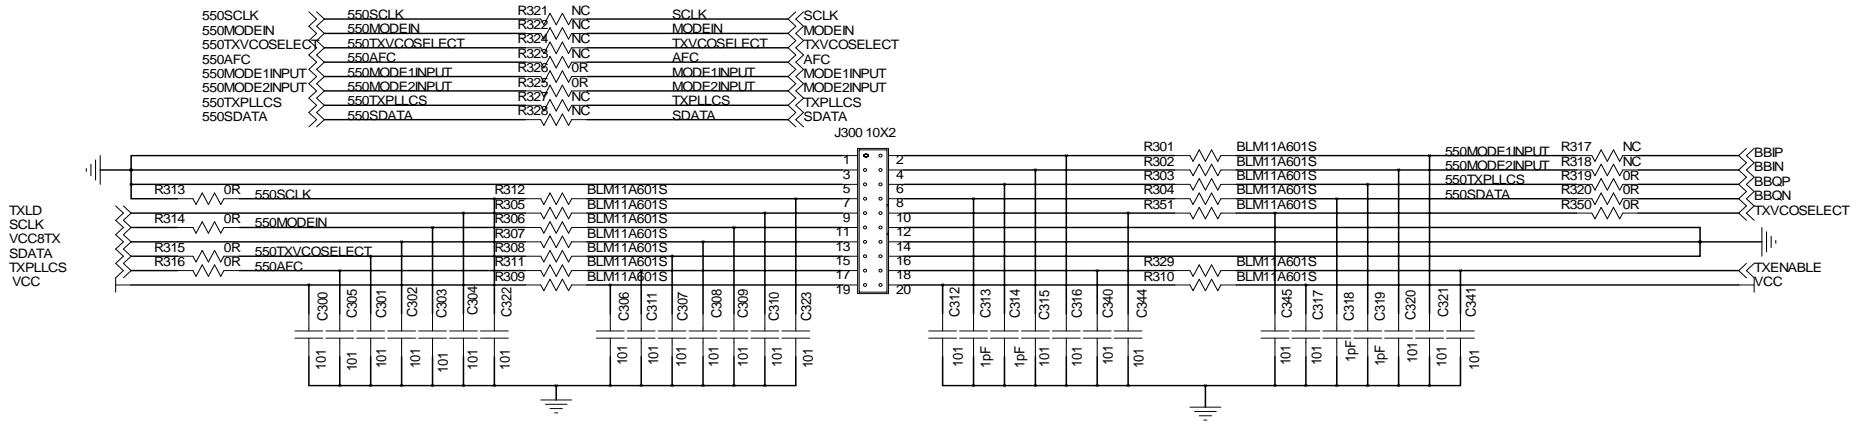 550SCLK 550SCLK R321 NC SCLK SCLK
550MODEIN 550MODEIN R322 NC MODEIN MODEIN
550TXVCOSELECT 550TXVCOSELECT R324 NC TXVCOSELECT TXVCOSELECT
550AFC 550AFC R323 NC AFC AFC
550MODE1INPUT 550MODE1INPUT R326 0R MODE1INPUT MODE1INPUT
550MODE2INPUT 550MODE2INPUT R325 0R MODE2INPUT MODE2INPUT
550TXPLLCS 550TXPLLCS R327 NC TXPLLCS TXPLLCS
550SDATA 550SDATA R328 NC SDATA SDATA
J300 10X2
1 2 R301 BLM11A601S 550MODE1INPUT R317 NC BBIP
3 4 R302 BLM11A601S 550MODE2INPUT R318 NC BBIN
5 6 R303 BLM11A601S 550TXPLLCS R319 0R BBQP
R313 0R 550SCLK R312 BLM11A601S 7 8 R304 BLM11A601S 550SDATA R320 0R BBQN
TXLD R305 BLM11A601S 9 10 R351 BLM11A601S R350 0R TXVCOSELECT
SCLK R314 0R 550MODEIN R306 BLM11A601S 11 12
VCC8TX R307 BLM11A601S 13 14
SDATA R315 0R 550TXVCOSELECT R308 BLM11A601S 15 16
TXPLLCS R316 0R 550AFC R311 BLM11A601S 17 18 R329 BLM11A601S TXENABLE
VCC R309 BLM11A601S 19 20 R310 BLM11A601S VCC
C300 C305 C301 C302 C303 C304 C322 C306 C311 C307 C308 C309 C310 C323 C312 C313 C314 C315 C316 C340 C344 C345 C317 C318 C319 C320 C321 C341
101 101 101 101 101 101 101 101 101 101 101 101 101 101 101 1pF 1pF 101 101 101 101 101 101 1pF 1pF 101 101 101